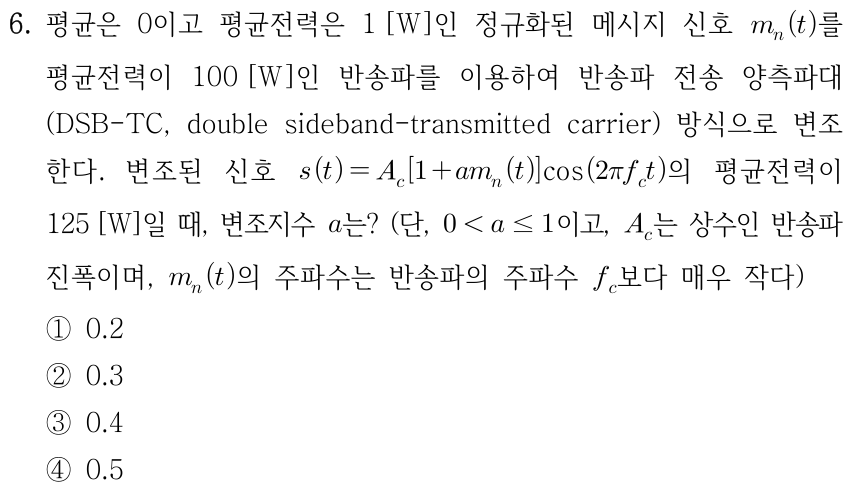 6. 평균은 0이고 평균전력은 1 [W]인 정규화된 메시지 신호 mₙ(t)를
평균전력이 100 [W]인 반송파를 이용하여 반송파 전송 양측파대
(DSB-TC, double sideband-transmitted carrier) 방식으로 변조
한다. 변조된 신호 s(t)=A_c[1+amₙ(t)]cos(2πf_ct)의 평균전력이
125 [W]일 때, 변조지수 a는? (단, 0<a≤1이고, A_c는 상수인 반송파
진폭이며, mₙ(t)의 주파수는 반송파의 주파수 f_c보다 매우 작다)
① 0.2
② 0.3
③ 0.4
④ 0.5